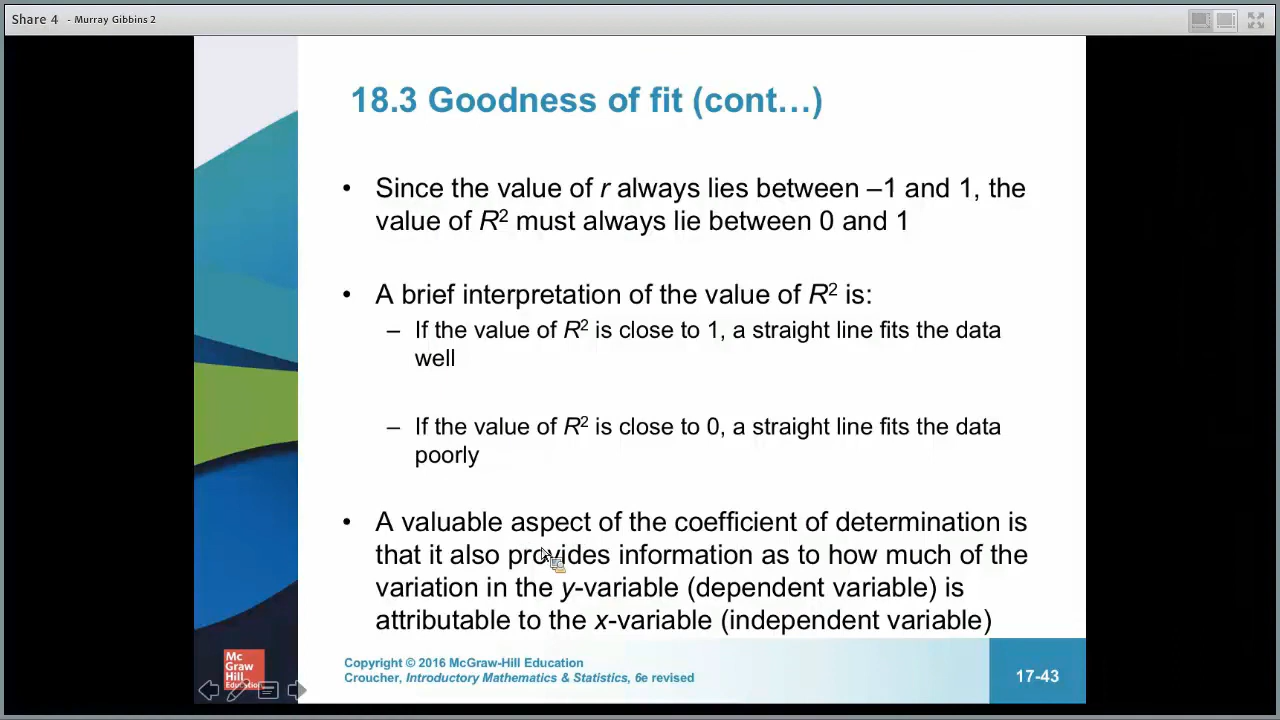 Share 4 - Murray Gibbins 2
18.3 Goodness of fit (cont…)
• Since the value of r always lies between –1 and 1, the
value of R² must always lie between 0 and 1
• A brief interpretation of the value of R² is:
– If the value of R² is close to 1, a straight line fits the data
well
– If the value of R² is close to 0, a straight line fits the data
poorly
• A valuable aspect of the coefficient of determination is
that it also provides information as to how much of the
variation in the y-variable (dependent variable) is
attributable to the x-variable (independent variable)
Mc
Graw
Hill
Education
Copyright © 2016 McGraw-Hill Education
Croucher, Introductory Mathematics & Statistics, 6e revised
17-43